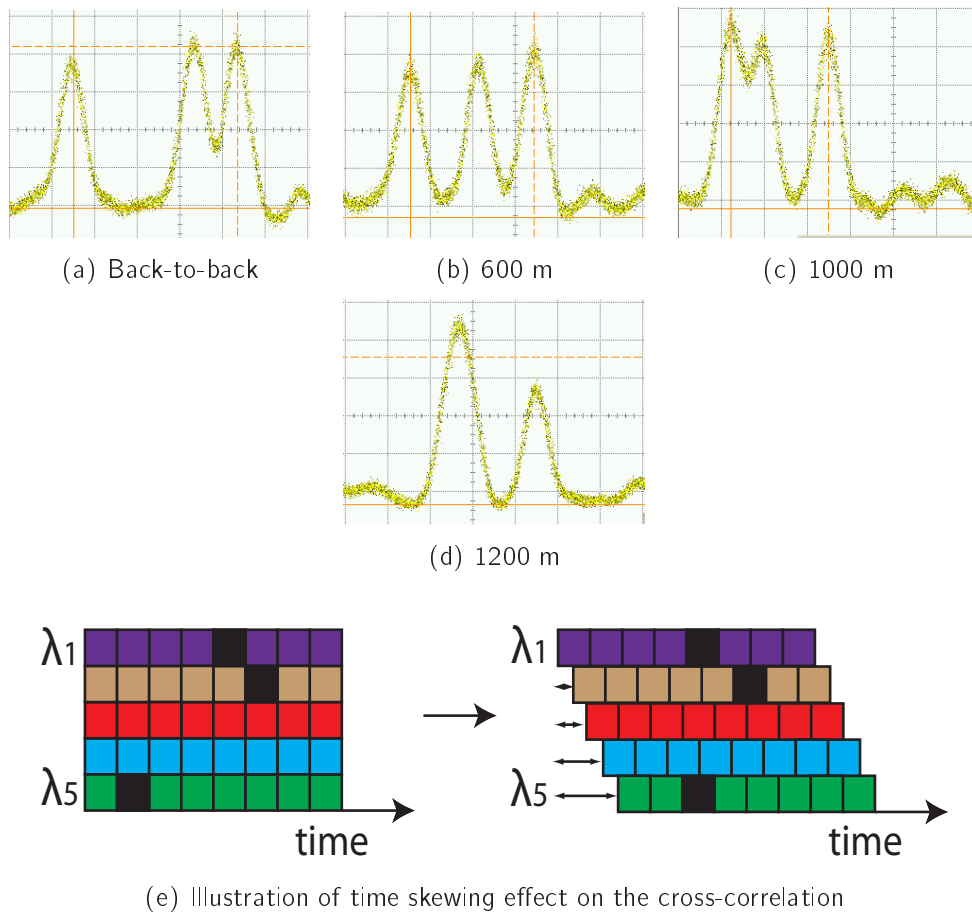 (a) Back-to-back
(b) 600 m
(c) 1000 m
(d) 1200 m
λ1
λ5
time
λ1
λ5
time
(e) Illustration of time skewing effect on the cross-correlation